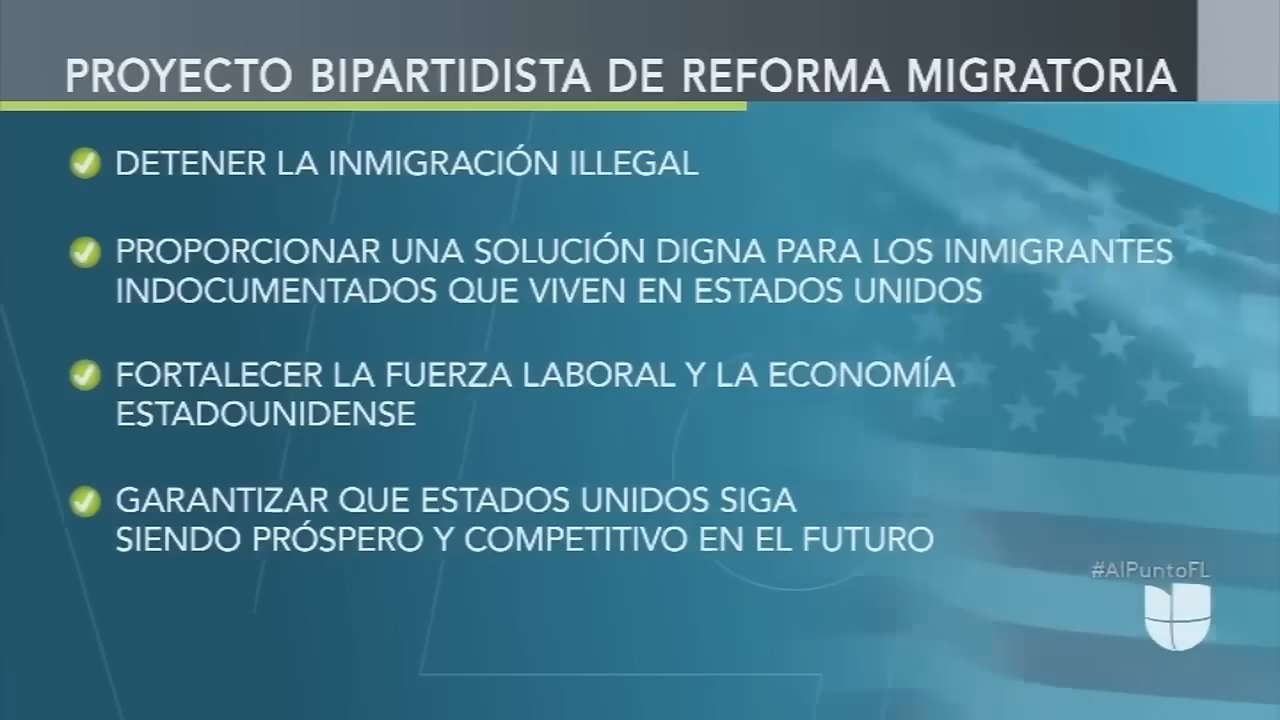 PROYECTO BIPARTIDISTA DE REFORMA MIGRATORIA
DETENER LA INMIGRACIÓN ILLEGAL
PROPORCIONAR UNA SOLUCIÓN DIGNA PARA LOS INMIGRANTES
INDOCUMENTADOS QUE VIVEN EN ESTADOS UNIDOS
FORTALECER LA FUERZA LABORAL Y LA ECONOMÍA
ESTADOUNIDENSE
GARANTIZAR QUE ESTADOS UNIDOS SIGA
SIENDO PRÓSPERO Y COMPETITIVO EN EL FUTURO
#AlPuntoFL